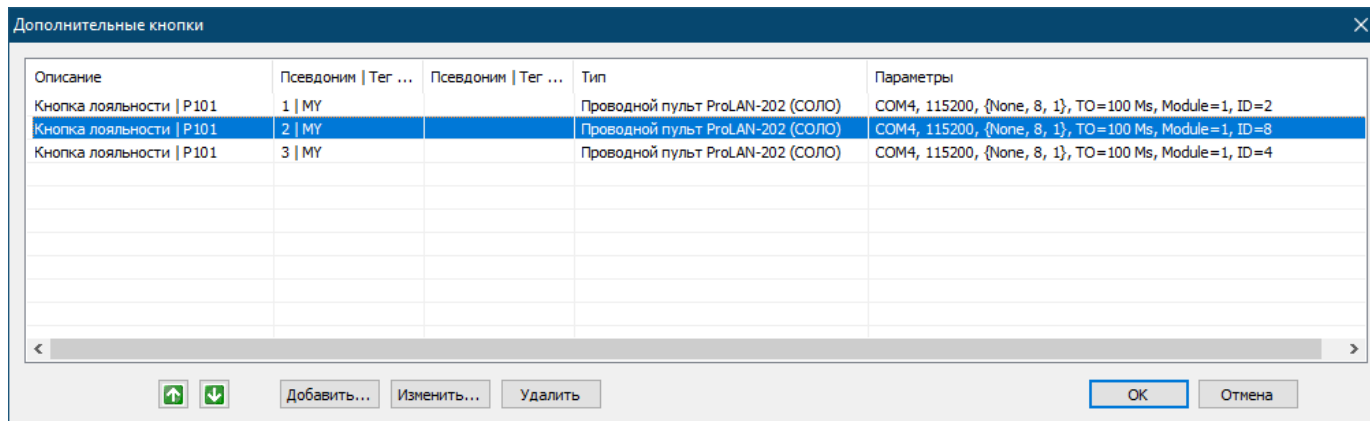 Дополнительные кнопки
Описание Псевдоним | Тег ... Псевдоним | Тег ... Тип Параметры
Кнопка лояльности | P101 1 | MY Проводной пульт ProLAN-202 (СОЛО) COM4, 115200, {None, 8, 1}, TO=100 Ms, Module=1, ID=2
Кнопка лояльности | P101 2 | MY Проводной пульт ProLAN-202 (СОЛО) COM4, 115200, {None, 8, 1}, TO=100 Ms, Module=1, ID=8
Кнопка лояльности | P101 3 | MY Проводной пульт ProLAN-202 (СОЛО) COM4, 115200, {None, 8, 1}, TO=100 Ms, Module=1, ID=4
Добавить... Изменить... Удалить OK Отмена